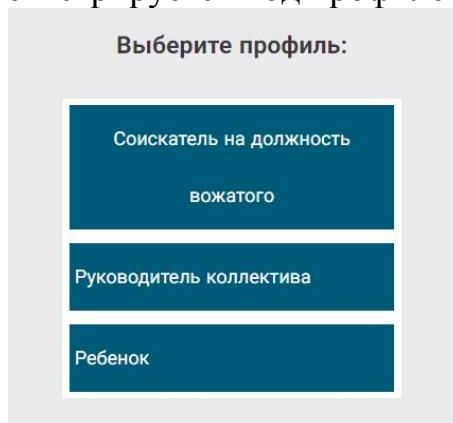 Выберите профиль:
Соискатель на должность
вожатого
Руководитель коллектива
Ребенок